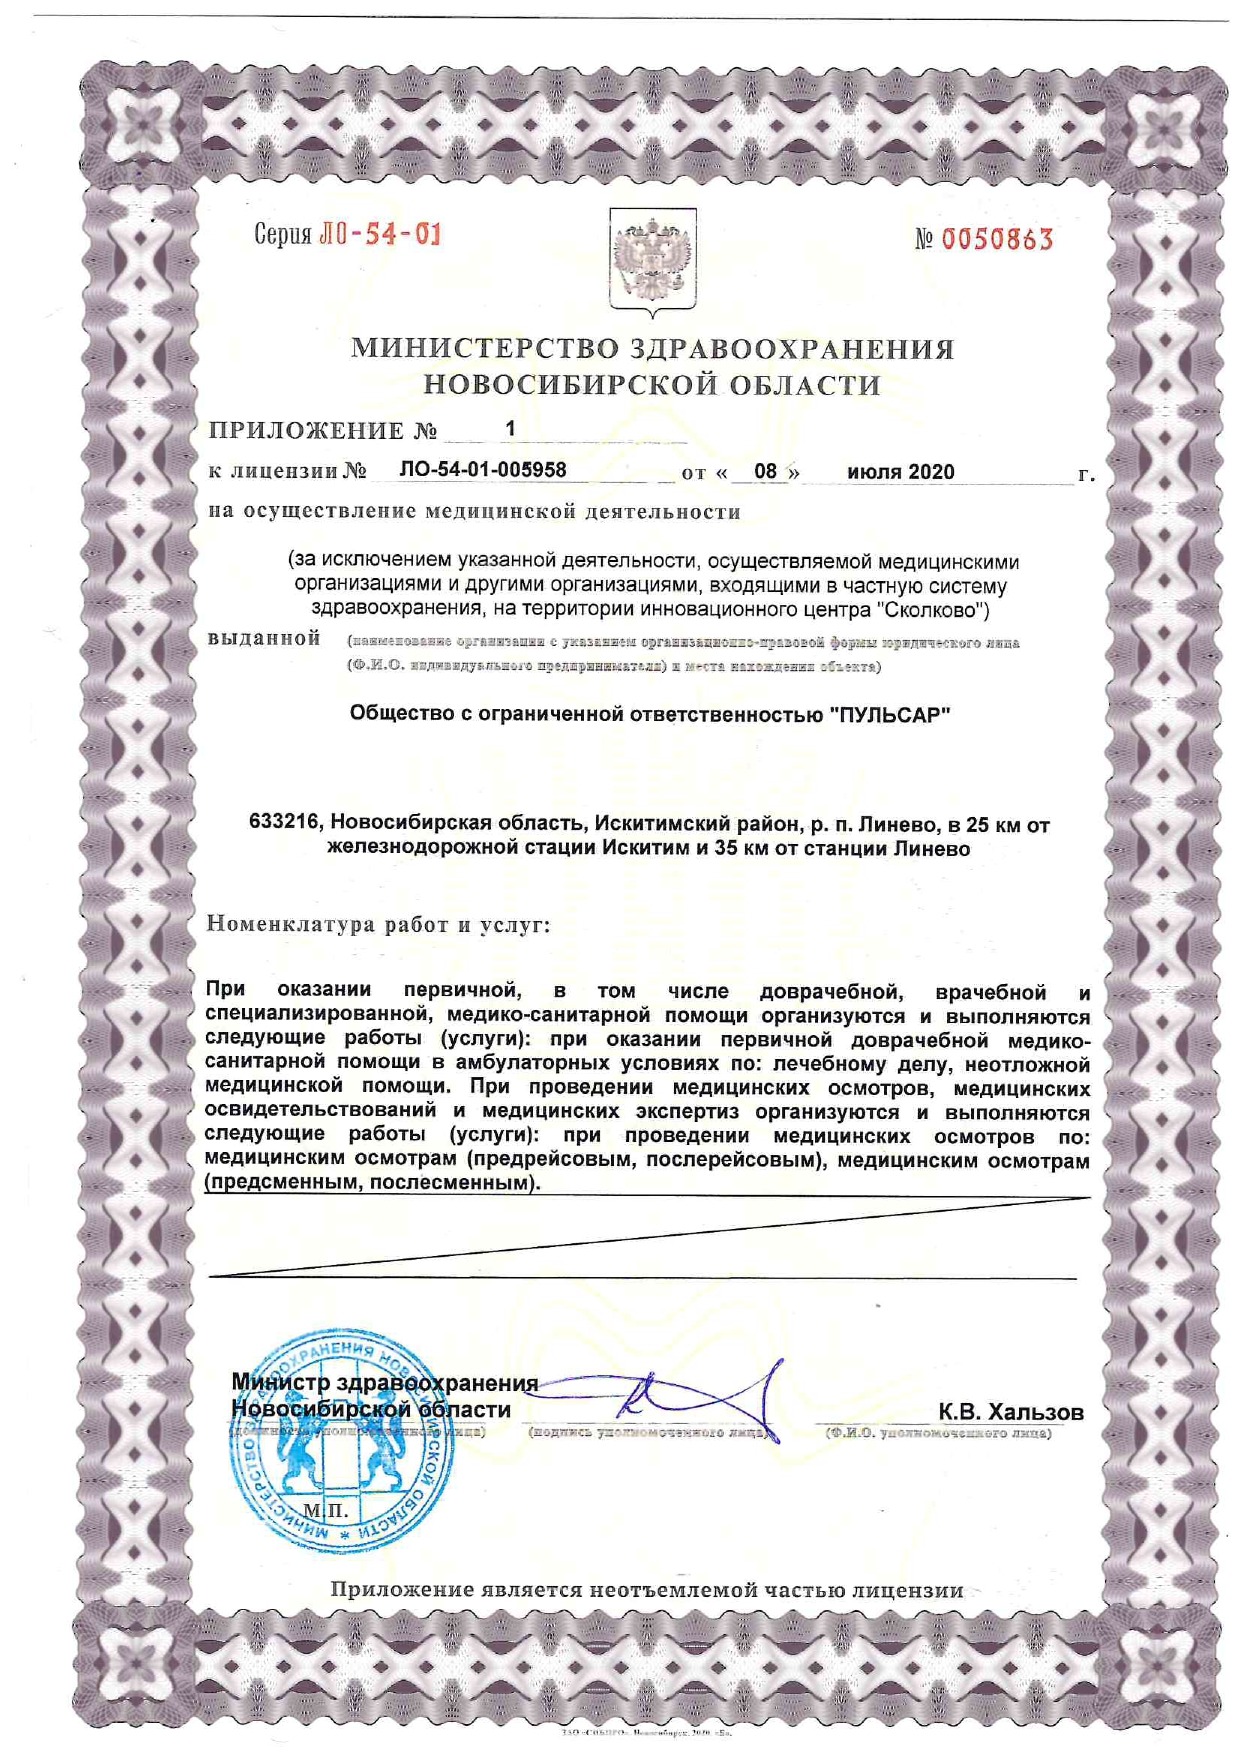 Серия ЛО-54-01
№ 0050863
МИНИСТЕРСТВО ЗДРАВООХРАНЕНИЯ
НОВОСИБИРСКОЙ ОБЛАСТИ
ПРИЛОЖЕНИЕ № 1
к лицензии № ЛО-54-01-005958 от « 08 » июля 2020 г.
на осуществление медицинской деятельности
(за исключением указанной деятельности, осуществляемой медицинскими
организациями и другими организациями, входящими в частную систему
здравоохранения, на территории инновационного центра "Сколково")
выданной (наименование организации с указанием организационно-правовой формы юридического лица
(Ф.И.О. индивидуального предпринимателя) и места нахождения объекта)
Общество с ограниченной ответственностью "ПУЛЬСАР"
633216, Новосибирская область, Искитимский район, р. п. Линево, в 25 км от
железнодорожной стации Искитим и 35 км от станции Линево
Номенклатура работ и услуг:
При оказании первичной, в том числе доврачебной, врачебной и
специализированной, медико-санитарной помощи организуются и выполняются
следующие работы (услуги): при оказании первичной доврачебной медико-
санитарной помощи в амбулаторных условиях по: лечебному делу, неотложной
медицинской помощи. При проведении медицинских осмотров, медицинских
освидетельствований и медицинских экспертиз организуются и выполняются
следующие работы (услуги): при проведении медицинских осмотров по:
медицинским осмотрам (предрейсовым, послерейсовым), медицинским осмотрам
(предсменным, послесменным).
Министр здравоохранения
Новосибирской области
К.В. Хальзов
(должность уполномоченного лица) (подпись уполномоченного лица) (Ф.И.О. уполномоченного лица)
МИНИСТЕРСТВО ЗДРАВООХРАНЕНИЯ НОВОСИБИРСКОЙ ОБЛАСТИ *
М.П.
Приложение является неотъемлемой частью лицензии